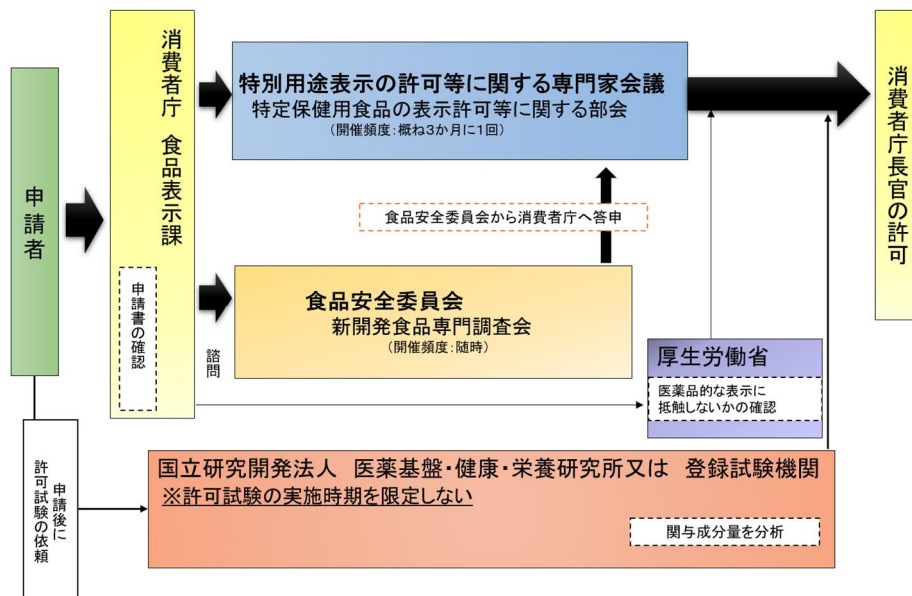 申請者
消費者庁 食品表示課
申請書の確認
特別用途表示の許可等に関する専門家会議
特定保健用食品の表示許可等に関する部会
(開催頻度:概ね3か月に1回)
食品安全委員会から消費者庁へ答申
諮問
食品安全委員会
新開発食品専門調査会
(開催頻度:随時)
厚生労働省
医薬品的な表示に
抵触しないかの確認
消費者庁長官の許可
申請後に
許可試験の依頼
国立研究開発法人 医薬基盤・健康・栄養研究所又は 登録試験機関
※許可試験の実施時期を限定しない
関与成分量を分析